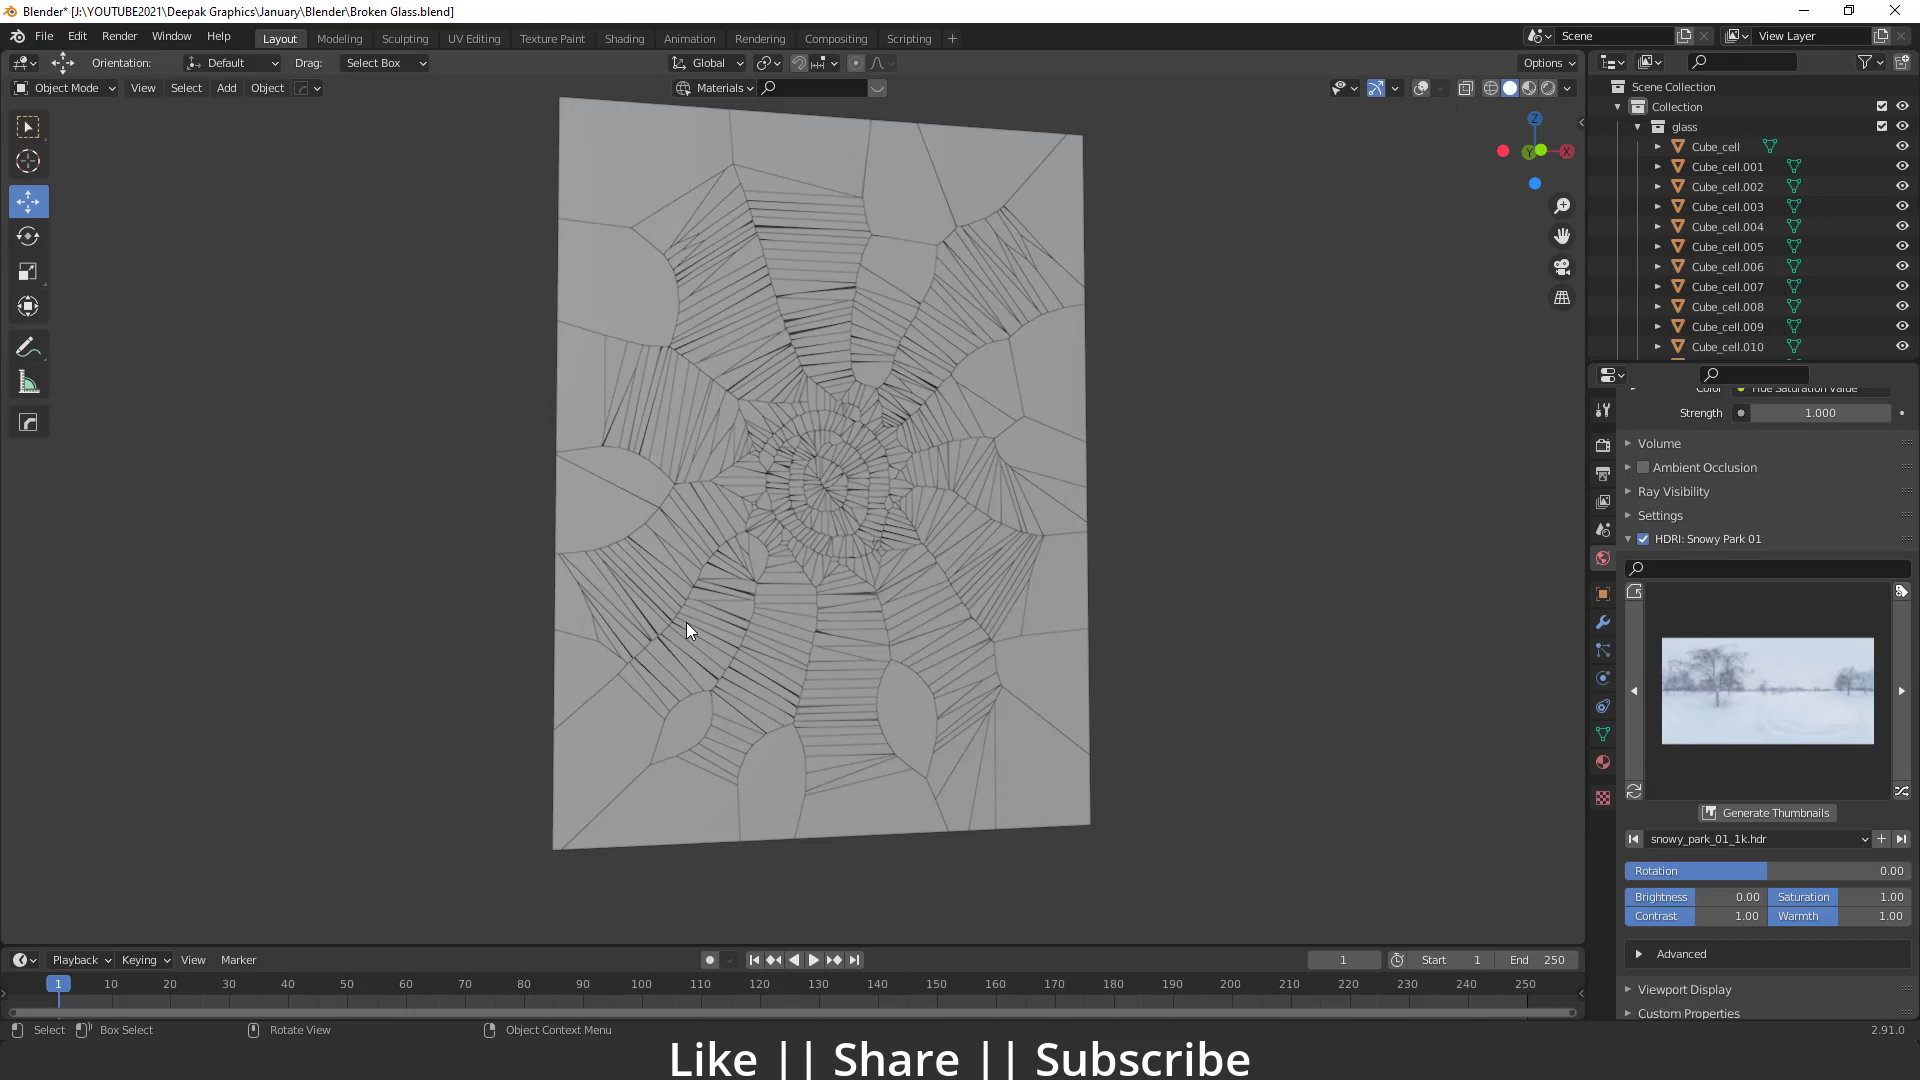 Blender* [J:\YOUTUBE2021\Deepak Graphics\January\Blender\Broken Glass.blend]
File Edit Render Window Help Layout Modeling Sculpting UV Editing Texture Paint Shading Animation Rendering Compositing Scripting + Scene View Layer
Orientation: Default Drag: Select Box Global Options
Object Mode View Select Add Object Materials
Scene Collection
Collection
glass
Cube_cell
Cube_cell.001
Cube_cell.002
Cube_cell.003
Cube_cell.004
Cube_cell.005
Cube_cell.006
Cube_cell.007
Cube_cell.008
Cube_cell.009
Cube_cell.010
Z
Y X
Color Hue Saturation Value
Strength 1.000
Volume
Ambient Occlusion
Ray Visibility
Settings
HDRI: Snowy Park 01
Generate Thumbnails
snowy_park_01_1k.hdr
Rotation 0.00
Brightness 0.00 Saturation 1.00
Contrast 1.00 Warmth 1.00
Advanced
Viewport Display
Custom Properties
Playback Keying View Marker 1 Start 1 End 250
1 10 20 30 40 50 60 70 80 90 100 110 120 130 140 150 160 170 180 190 200 210 220 230 240 250
Select Box Select Rotate View Object Context Menu 2.91.0
Like || Share || Subscribe